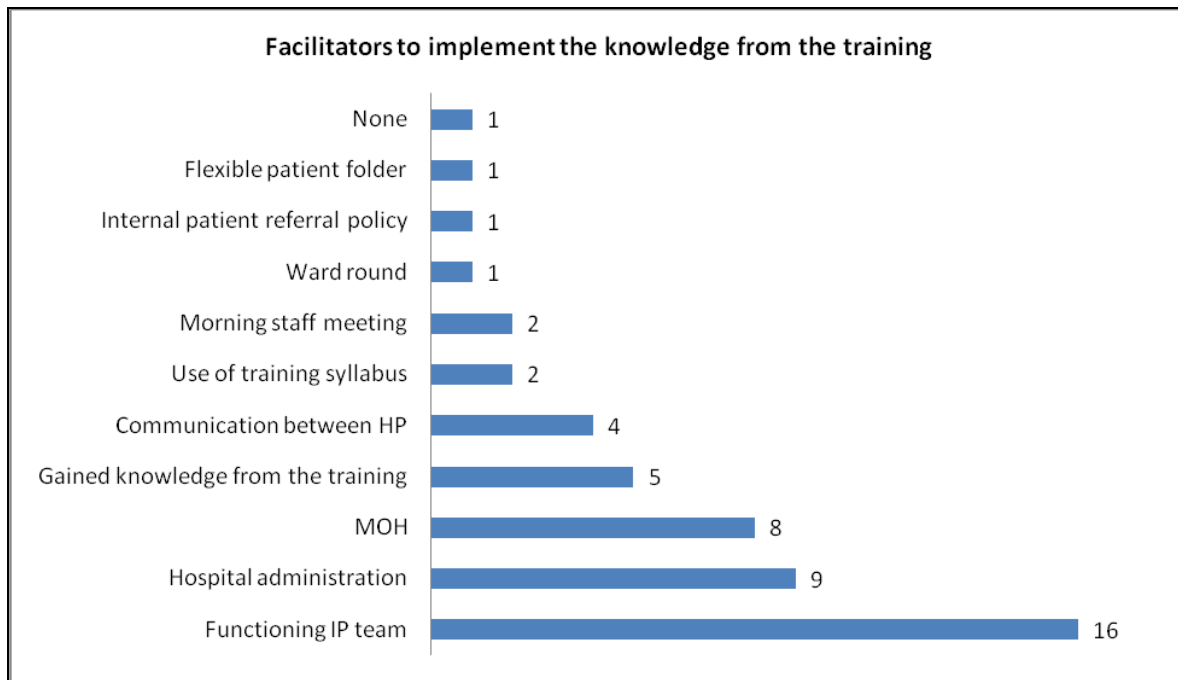 Facilitators to implement the knowledge from the training
None 1
Flexible patient folder 1
Internal patient referral policy 1
Ward round 1
Morning staff meeting 2
Use of training syllabus 2
Communication between HP 4
Gained knowledge from the training 5
MOH 8
Hospital administration 9
Functioning IP team 16